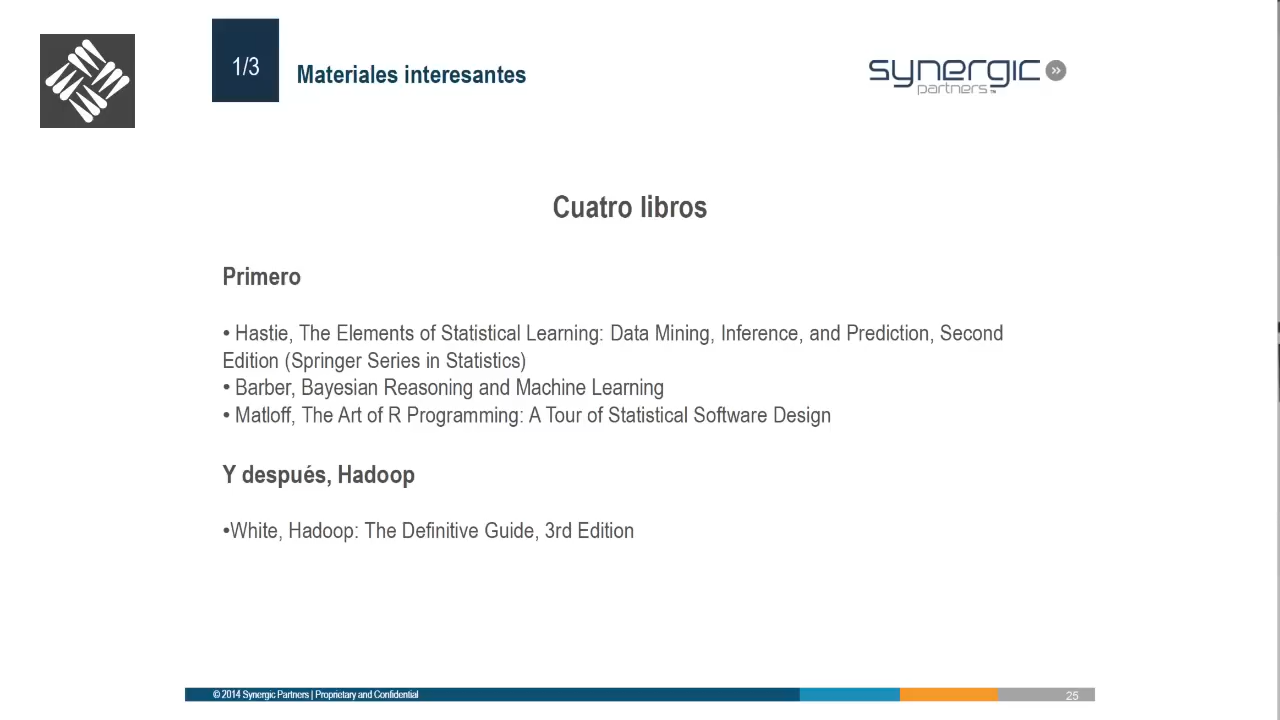 1/3
Materiales interesantes
synergic
partners™
Cuatro libros
Primero
• Hastie, The Elements of Statistical Learning: Data Mining, Inference, and Prediction, Second
Edition (Springer Series in Statistics)
• Barber, Bayesian Reasoning and Machine Learning
• Matloff, The Art of R Programming: A Tour of Statistical Software Design
Y después, Hadoop
•White, Hadoop: The Definitive Guide, 3rd Edition
© 2014 Synergic Partners | Proprietary and Confidential
25